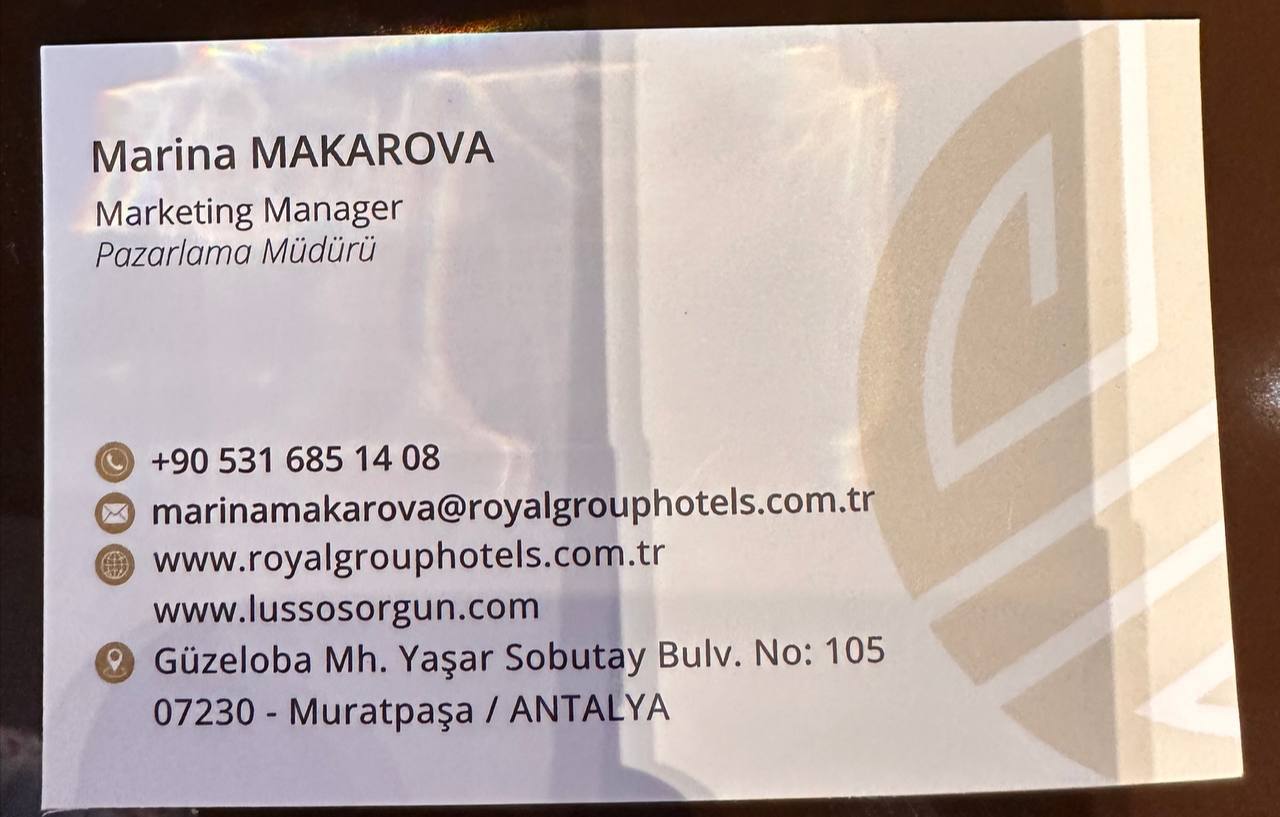 Marina MAKAROVA
Marketing Manager
Pazarlama Müdürü
+90 531 685 14 08
marinamakarova@royalgrouphotels.com.tr
www.royalgrouphotels.com.tr
www.lussosorgun.com
Güzeloba Mh. Yaşar Sobutay Bulv. No: 105
07230 - Muratpaşa / ANTALYA